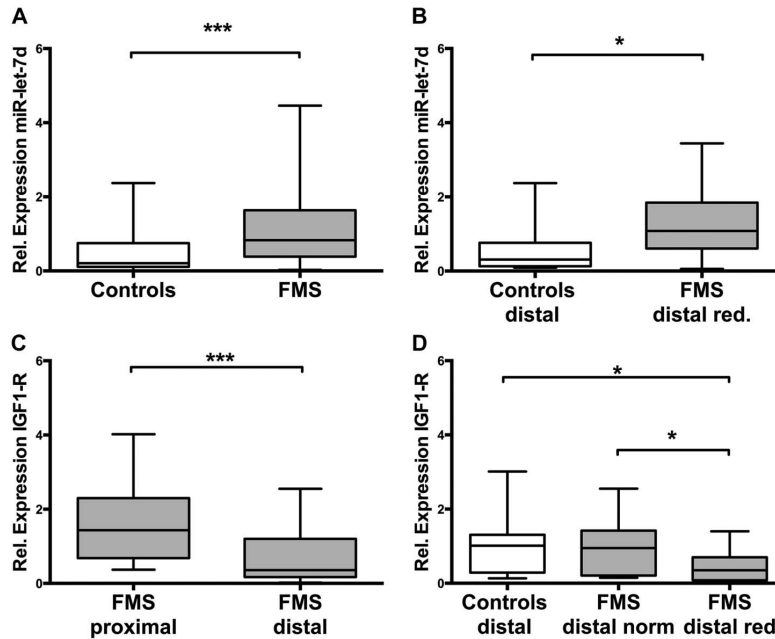 A
Rel. Expression miR-let-7d
6
4
2
0
***
Controls
FMS
B
Rel. Expression miR-let-7d
6
4
2
0
*
Controls
distal
FMS
distal red.
C
Rel. Expression IGF1-R
6
4
2
0
***
FMS
proximal
FMS
distal
D
Rel. Expression IGF1-R
6
4
2
0
*
*
Controls
distal
FMS
distal norm
FMS
distal red